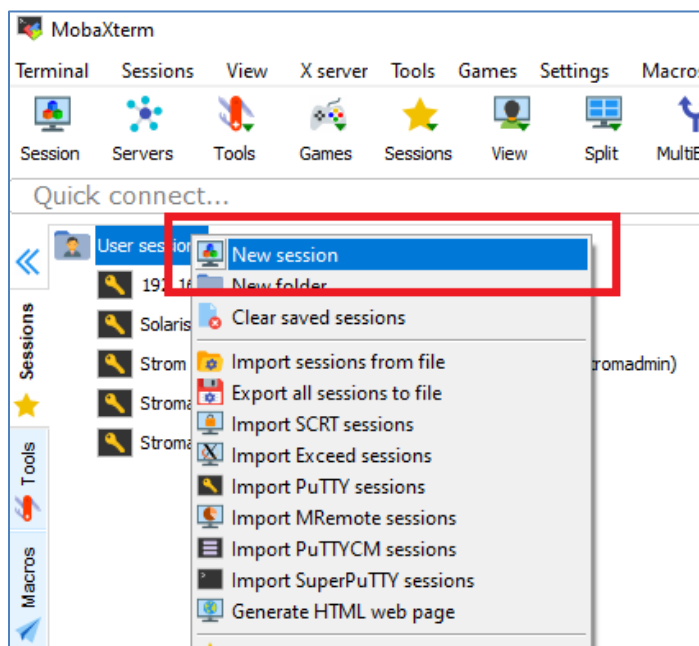 MobaXterm
Terminal Sessions View X server Tools Games Settings Macros
Session Servers Tools Games Sessions View Split MultiE
Quick connect...
User session
New session
192.16
New folder
Solaris
Clear saved sessions
Strom
Import sessions from file
tromadmin)
Stroma
Export all sessions to file
Import SCRT sessions
Stroma
Import Exceed sessions
Import PuTTY sessions
Import MRemote sessions
Import PuTTYCM sessions
Import SuperPuTTY sessions
Generate HTML web page
Sessions
Tools
Macros